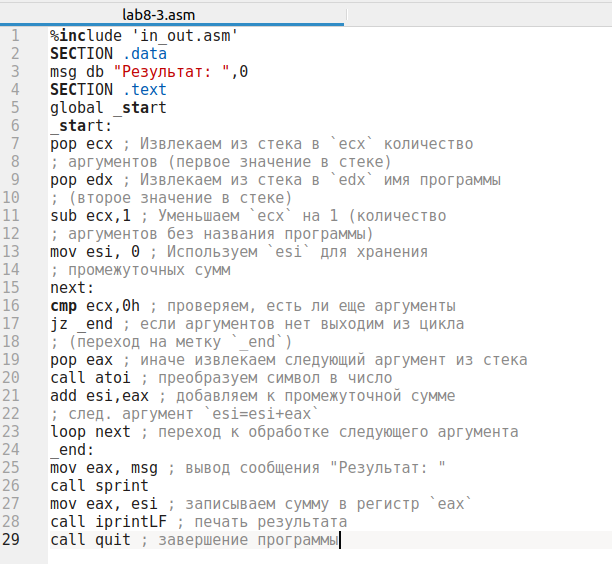 lab8-3.asm
1 %include 'in_out.asm'
2 SECTION .data
3 msg db "Результат: ",0
4 SECTION .text
5 global _start
6 _start:
7 pop ecx ; Извлекаем из стека в `ecx` количество
8 ; аргументов (первое значение в стеке)
9 pop edx ; Извлекаем из стека в `edx` имя программы
10 ; (второе значение в стеке)
11 sub ecx,1 ; Уменьшаем `ecx` на 1 (количество
12 ; аргументов без названия программы)
13 mov esi, 0 ; Используем `esi` для хранения
14 ; промежуточных сумм
15 next:
16 cmp ecx,0h ; проверяем, есть ли еще аргументы
17 jz _end ; если аргументов нет выходим из цикла
18 ; (переход на метку `_end`)
19 pop eax ; иначе извлекаем следующий аргумент из стека
20 call atoi ; преобразуем символ в число
21 add esi,eax ; добавляем к промежуточной сумме
22 ; след. аргумент `esi=esi+eax`
23 loop next ; переход к обработке следующего аргумента
24 _end:
25 mov eax, msg ; вывод сообщения "Результат: "
26 call sprint
27 mov eax, esi ; записываем сумму в регистр `eax`
28 call iprintLF ; печать результата
29 call quit ; завершение программы